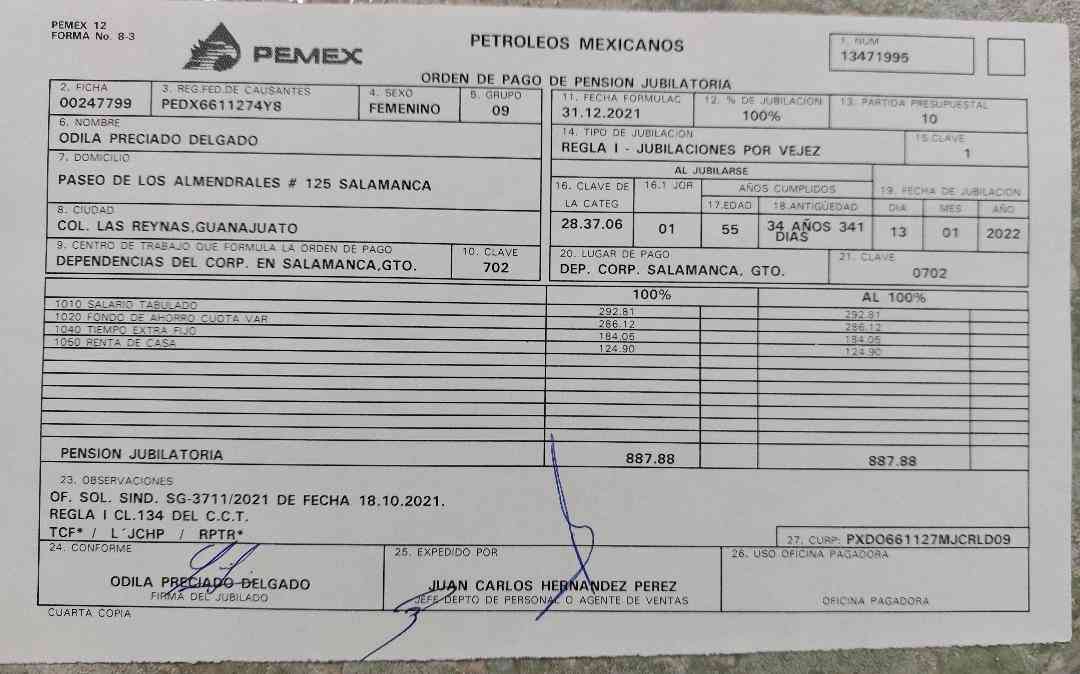 PEMEX 12
FORMA No. 8-3
PEMEX
PETROLEOS MEXICANOS
ORDEN DE PAGO DE PENSION JUBILATORIA
1. NUM
13471995
2. FICHA
00247799
3. REG.FED.DE CAUSANTES
PEDX6611274Y8
4. SEXO
FEMENINO
5. GRUPO
09
6. NOMBRE
ODILA PRECIADO DELGADO
7. DOMICILIO
PASEO DE LOS ALMENDRALES # 125 SALAMANCA
8. CIUDAD
COL. LAS REYNAS,GUANAJUATO
9. CENTRO DE TRABAJO QUE FORMULA LA ORDEN DE PAGO
DEPENDENCIAS DEL CORP. EN SALAMANCA,GTO.
10. CLAVE
702
11. FECHA FORMULAC
31.12.2021
12. % DE JUBILACION
100%
13. PARTIDA PRESUPUESTAL
10
14. TIPO DE JUBILACION
REGLA I - JUBILACIONES POR VEJEZ
15.CLAVE
1
AL JUBILARSE
16. CLAVE DE
LA CATEG
28.37.06
16.1 JOR
01
AÑOS CUMPLIDOS
17.EDAD
55
18.ANTIGÜEDAD
34 AÑOS 341
DIAS
19. FECHA DE JUBILACION
DIA MES AÑO
13 01 2022
20. LUGAR DE PAGO
DEP. CORP. SALAMANCA, GTO.
21. CLAVE
0702
100% AL 100%
1010 SALARIO TABULADO 292.81 292.81
1020 FONDO DE AHORRO CUOTA VAR 286.12 286.12
1040 TIEMPO EXTRA FIJO 184.05 184.05
1050 RENTA DE CASA 124.90 124.90
PENSION JUBILATORIA 887.88 887.88
23. OBSERVACIONES
OF. SOL. SIND. SG-3711/2021 DE FECHA 18.10.2021.
REGLA I CL.134 DEL C.C.T.
TCF* / L´JCHP / RPTR*
27. CURP: PXDO661127MJCRLD09
24. CONFORME
ODILA PRECIADO DELGADO
FIRMA DEL JUBILADO
25. EXPEDIDO POR
JUAN CARLOS HERNANDEZ PEREZ
JEFE DEPTO DE PERSONAL O AGENTE DE VENTAS
26. USO OFICINA PAGADORA
OFICINA PAGADORA
CUARTA COPIA